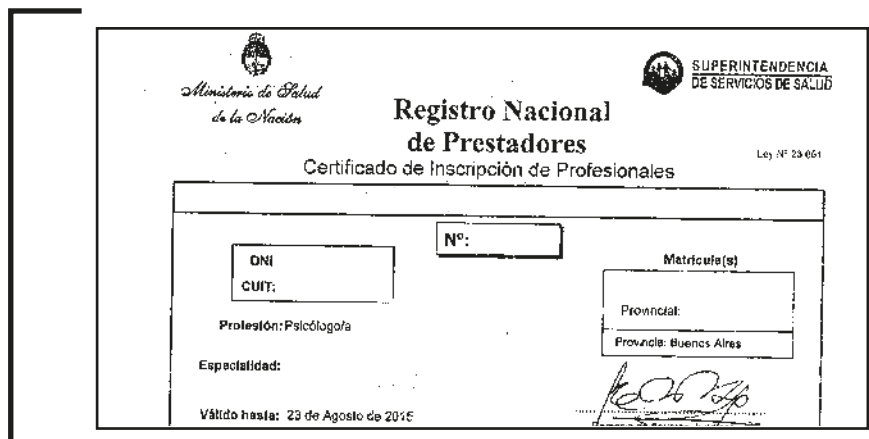 Ministerio de Salud
de la Nación
SUPERINTENDENCIA
DE SERVICIOS DE SALUD
Registro Nacional
de Prestadores
Ley Nº 23 661
Certificado de Inscripción de Profesionales
Nº:
DNI
CUIT:
Matrícula(s)
Provincial:
Provincia: Buenos Aires
Profesión: Psicólogo/a
Especialidad:
Válido hasta: 23 de Agosto de 2015